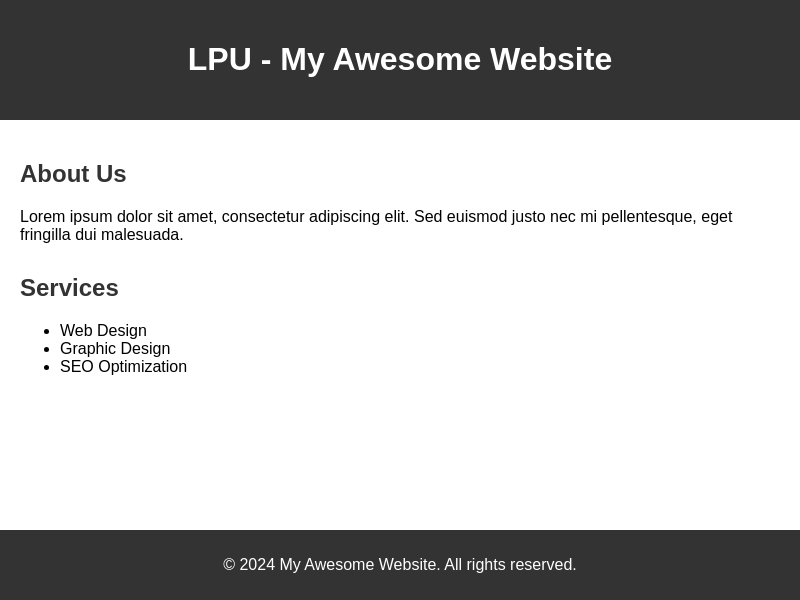 LPU - My Awesome Website
About Us
Lorem ipsum dolor sit amet, consectetur adipiscing elit. Sed euismod justo nec mi pellentesque, eget
fringilla dui malesuada.
Services
Web Design
Graphic Design
SEO Optimization
© 2024 My Awesome Website. All rights reserved.